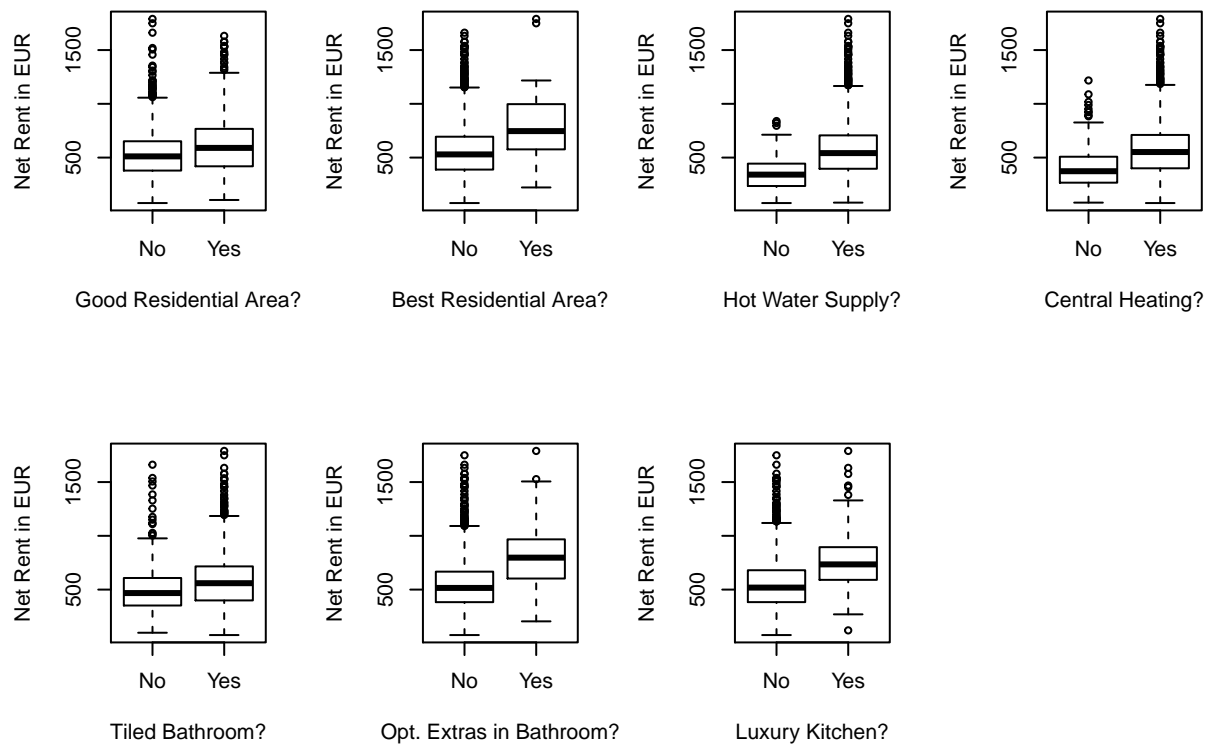 Net Rent in EUR
1500
500
No Yes
Good Residential Area?
Net Rent in EUR
1500
500
No Yes
Best Residential Area?
Net Rent in EUR
1500
500
No Yes
Hot Water Supply?
Net Rent in EUR
1500
500
No Yes
Central Heating?
Net Rent in EUR
1500
500
No Yes
Tiled Bathroom?
Net Rent in EUR
1500
500
No Yes
Opt. Extras in Bathroom?
Net Rent in EUR
1500
500
No Yes
Luxury Kitchen?